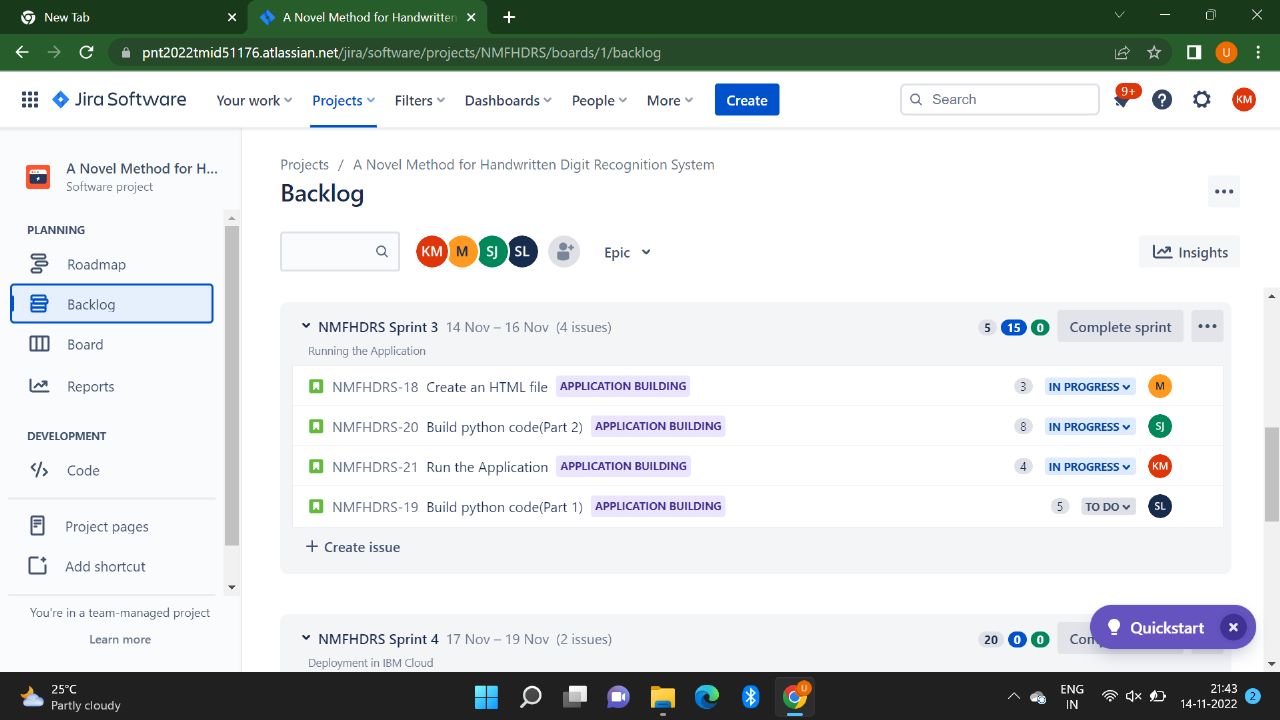 New Tab
A Novel Method for Handwritten
pnt2022tmid51176.atlassian.net/jira/software/projects/NMFHDRS/boards/1/backlog
U
Jira Software
Your work
Projects
Filters
Dashboards
People
More
Create
Search
9+
KM
A Novel Method for H...
Software project
PLANNING
Roadmap
Backlog
Board
Reports
DEVELOPMENT
Code
Project pages
Add shortcut
You're in a team-managed project
Learn more
Projects / A Novel Method for Handwritten Digit Recognition System
Backlog
KM M SJ SL
Epic
Insights
NMFHDRS Sprint 3 14 Nov – 16 Nov (4 issues) 5 15 0 Complete sprint
Running the Application
NMFHDRS-18 Create an HTML file APPLICATION BUILDING 3 IN PROGRESS M
NMFHDRS-20 Build python code(Part 2) APPLICATION BUILDING 8 IN PROGRESS SJ
NMFHDRS-21 Run the Application APPLICATION BUILDING 4 IN PROGRESS KM
NMFHDRS-19 Build python code(Part 1) APPLICATION BUILDING 5 TO DO SL
+ Create issue
NMFHDRS Sprint 4 17 Nov – 19 Nov (2 issues) 20 0 0
Deployment in IBM Cloud
Quickstart
25°C
Partly cloudy
U
ENG
IN
21:43
14-11-2022
2